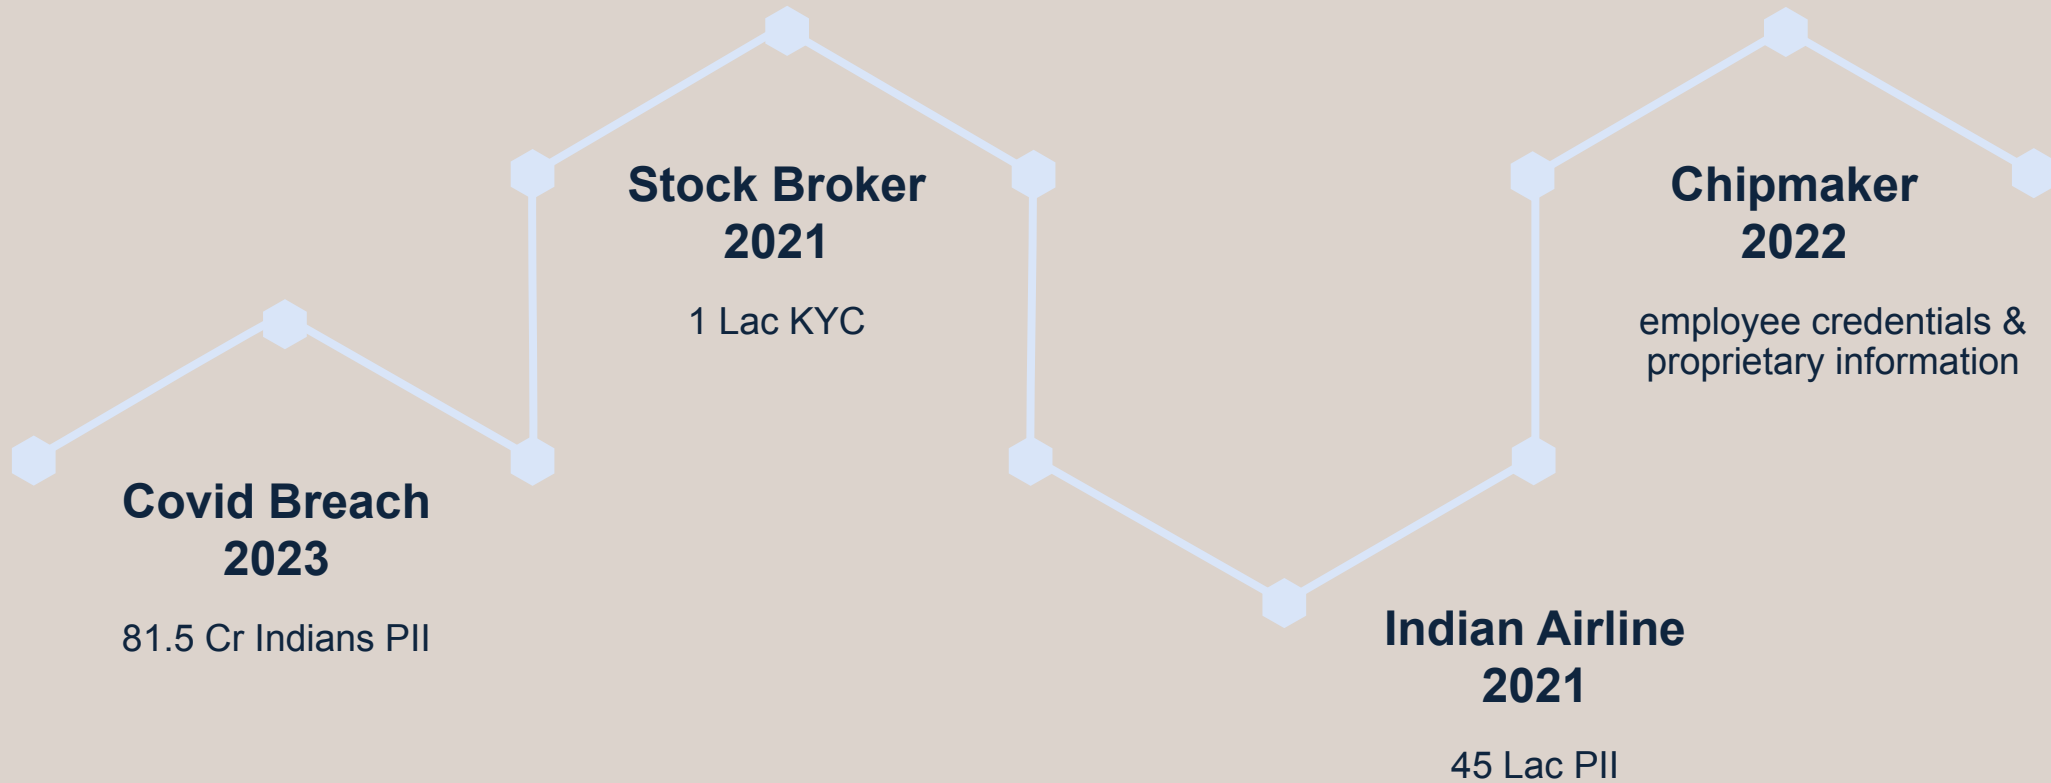 Covid Breach
2023
81.5 Cr Indians PII
Stock Broker
2021
1 Lac KYC
Indian Airline
2021
45 Lac PII
Chipmaker
2022
employee credentials &
proprietary information